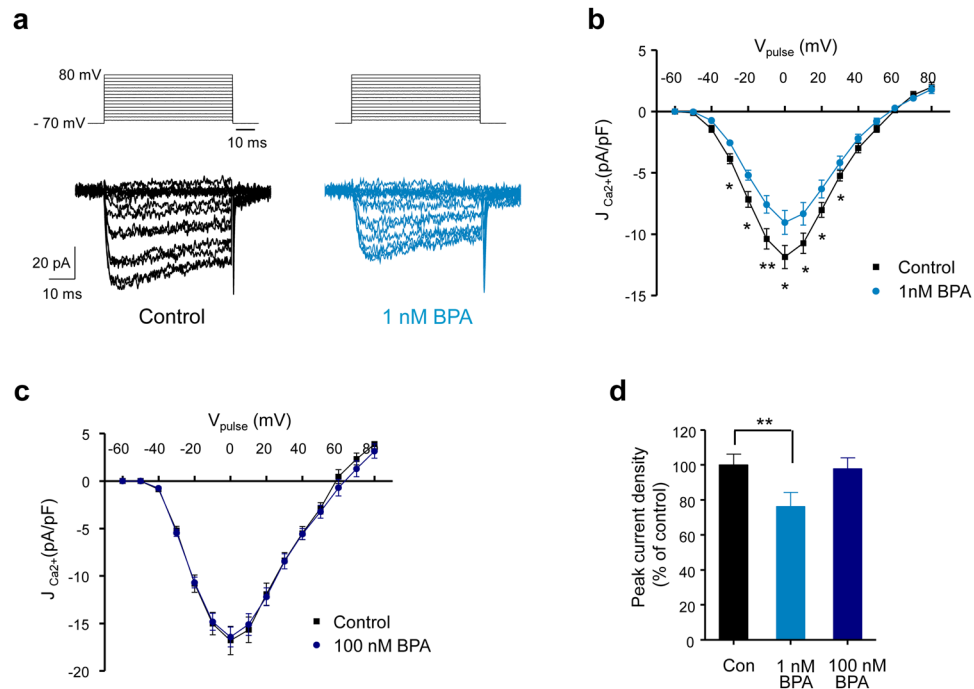 a
80 mV
- 70 mV
10 ms
20 pA
10 ms
Control
1 nM BPA
b
Vpulse (mV)
-60 -40 -20 0 20 40 60 80
5
0
-5
-10
-15
J Ca2+(pA/pF)
*
*
**
*
*
*
*
Control
1nM BPA
c
Vpulse (mV)
-60 -40 -20 0 20 40 60 80
5
0
-5
-10
-15
-20
J Ca2+(pA/pF)
Control
100 nM BPA
d
**
120
100
80
60
40
20
0
Peak current density
(% of control)
Con 1 nM 100 nM
BPA BPA